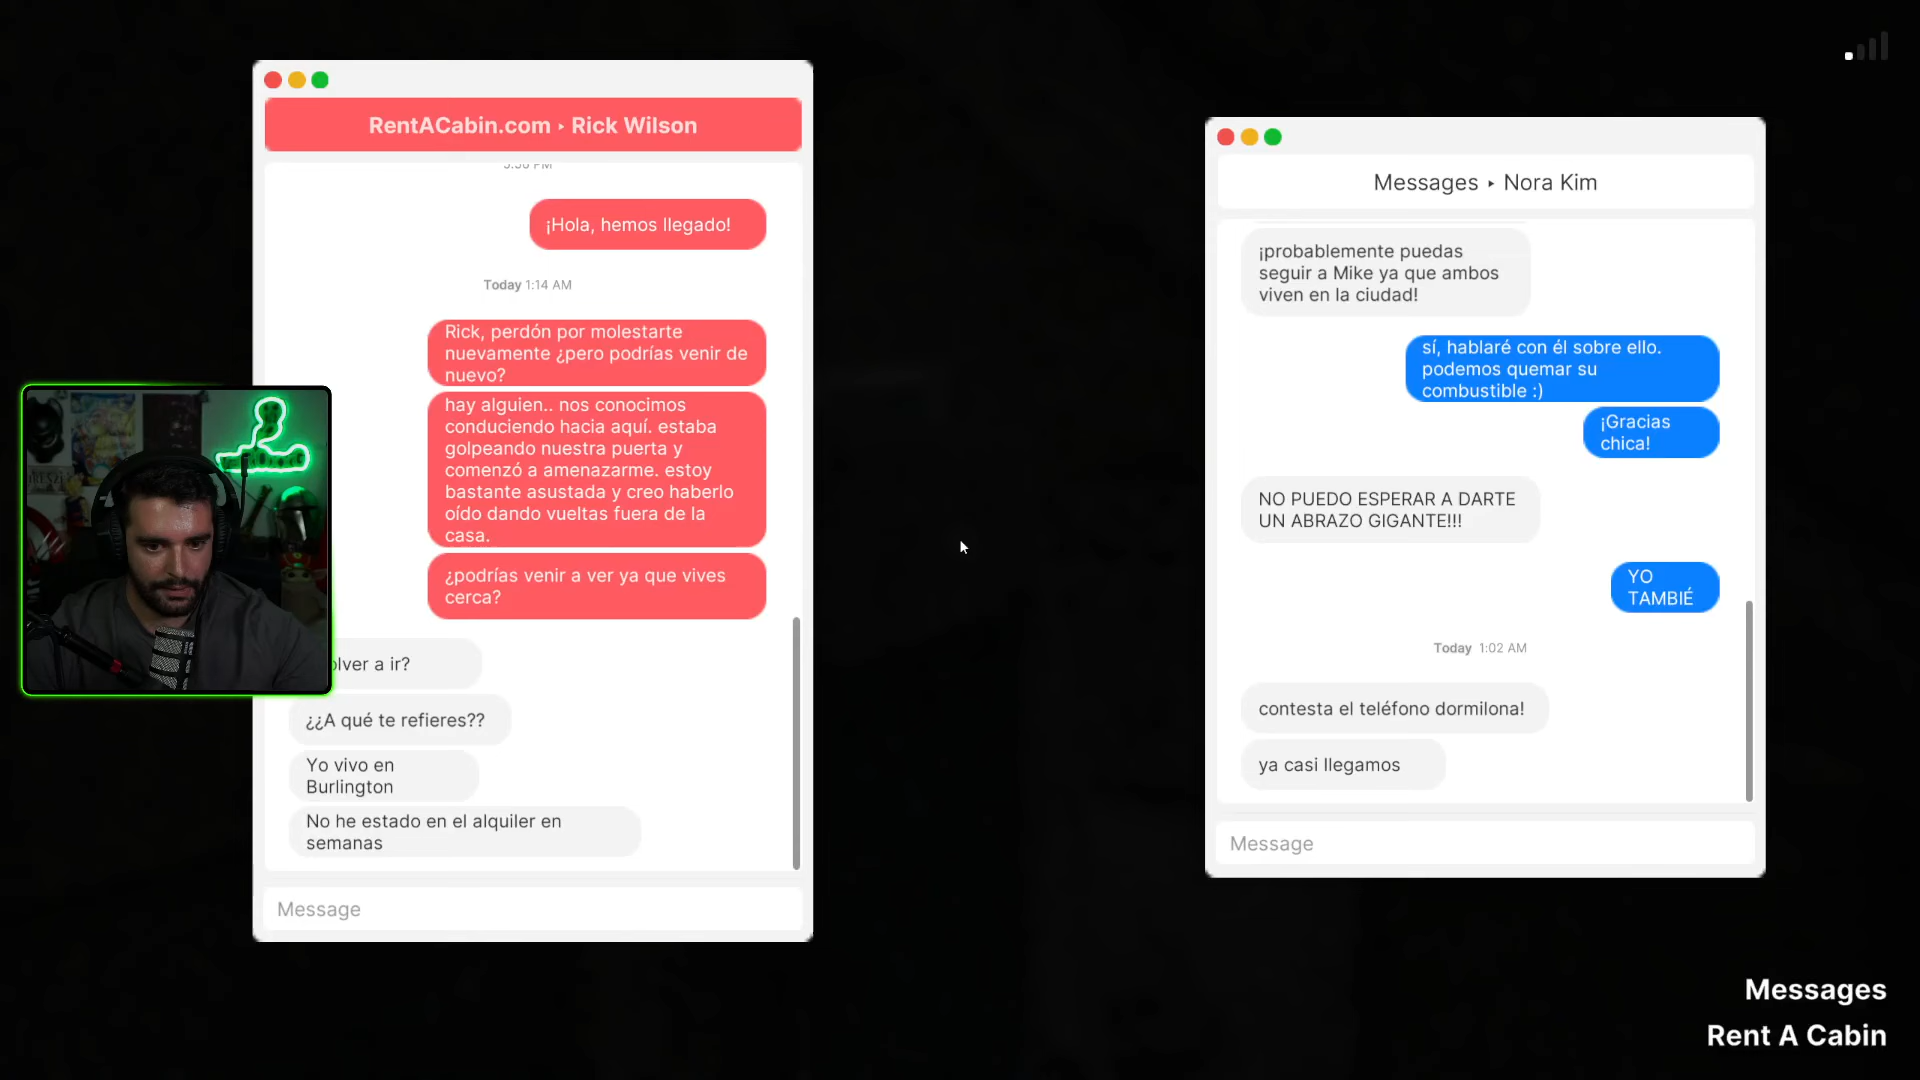 RentACabin.com ‣ Rick Wilson
5:30 PM
¡Hola, hemos llegado!
Today 1:14 AM
Rick, perdón por molestarte
nuevamente ¿pero podrías venir de
nuevo?
hay alguien.. nos conocimos
conduciendo hacia aquí. estaba
golpeando nuestra puerta y
comenzó a amenazarme. estoy
bastante asustada y creo haberlo
oído dando vueltas fuera de la
casa.
¿podrías venir a ver ya que vives
cerca?
olver a ir?
¿¿A qué te refieres??
Yo vivo en
Burlington
No he estado en el alquiler en
semanas
Message
Messages ‣ Nora Kim
¡probablemente puedas
seguir a Mike ya que ambos
viven en la ciudad!
sí, hablaré con él sobre ello.
podemos quemar su
combustible :)
¡Gracias
chica!
NO PUEDO ESPERAR A DARTE
UN ABRAZO GIGANTE!!!
YO
TAMBIÉ
Today 1:02 AM
contesta el teléfono dormilona!
ya casi llegamos
Message
Messages
Rent A Cabin